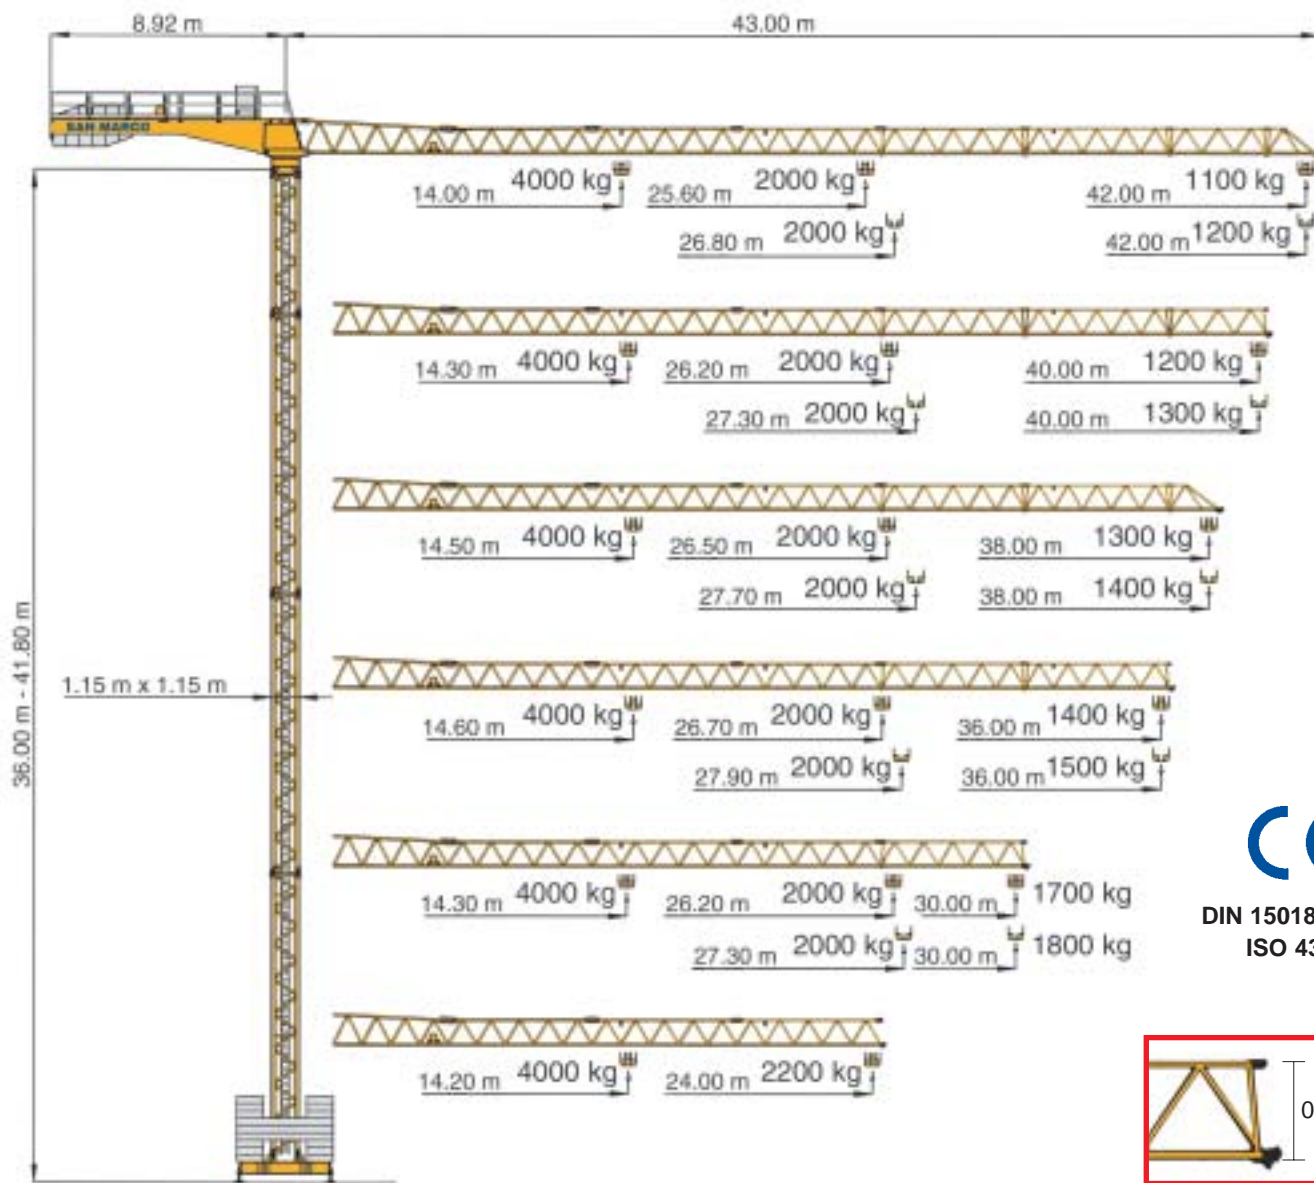 8.92 m 43.00 m
SAN MARCO
14.00 m 4000 kg 25.60 m 2000 kg 42.00 m 1100 kg
26.80 m 2000 kg 42.00 m 1200 kg
14.30 m 4000 kg 26.20 m 2000 kg 40.00 m 1200 kg
27.30 m 2000 kg 40.00 m 1300 kg
14.50 m 4000 kg 26.50 m 2000 kg 38.00 m 1300 kg
27.70 m 2000 kg 38.00 m 1400 kg
36.00 m - 41.80 m
1.15 m x 1.15 m
14.60 m 4000 kg 26.70 m 2000 kg 36.00 m 1400 kg
27.90 m 2000 kg 36.00 m 1500 kg
14.30 m 4000 kg 26.20 m 2000 kg 30.00 m 1700 kg
27.30 m 2000 kg 30.00 m 1800 kg
CE
DIN 15018
ISO 43
14.20 m 4000 kg 24.00 m 2200 kg
0